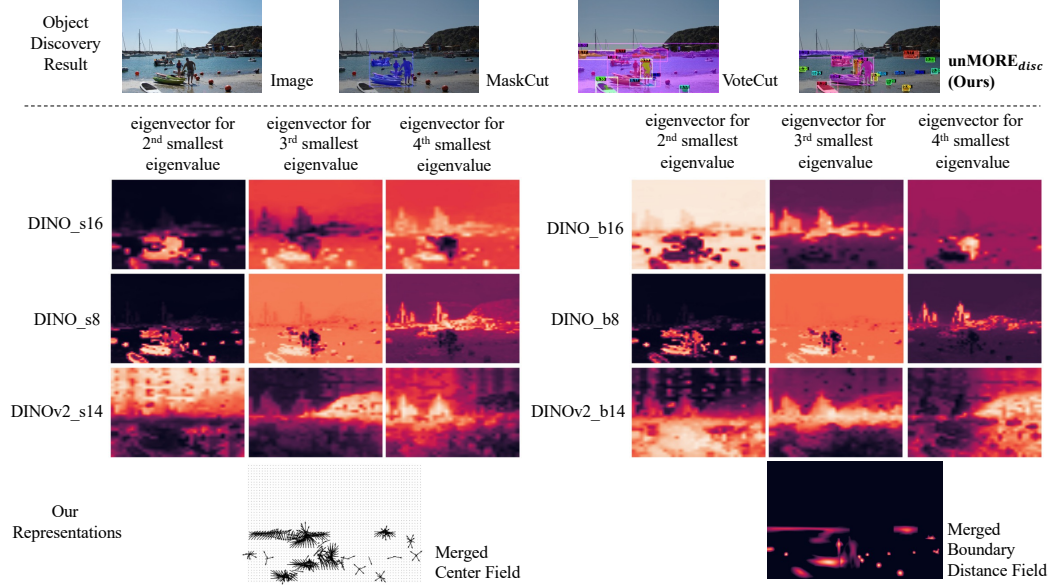 Object
Discovery
Result
Image
MaskCut
VoteCut
unMORE_disc
(Ours)
eigenvector for
2nd smallest
eigenvalue
eigenvector for
3rd smallest
eigenvalue
eigenvector for
4th smallest
eigenvalue
eigenvector for
2nd smallest
eigenvalue
eigenvector for
3rd smallest
eigenvalue
eigenvector for
4th smallest
eigenvalue
DINO_s16
DINO_b16
DINO_s8
DINO_b8
DINOv2_s14
DINOv2_b14
Our
Representations
Merged
Center Field
Merged
Boundary
Distance Field